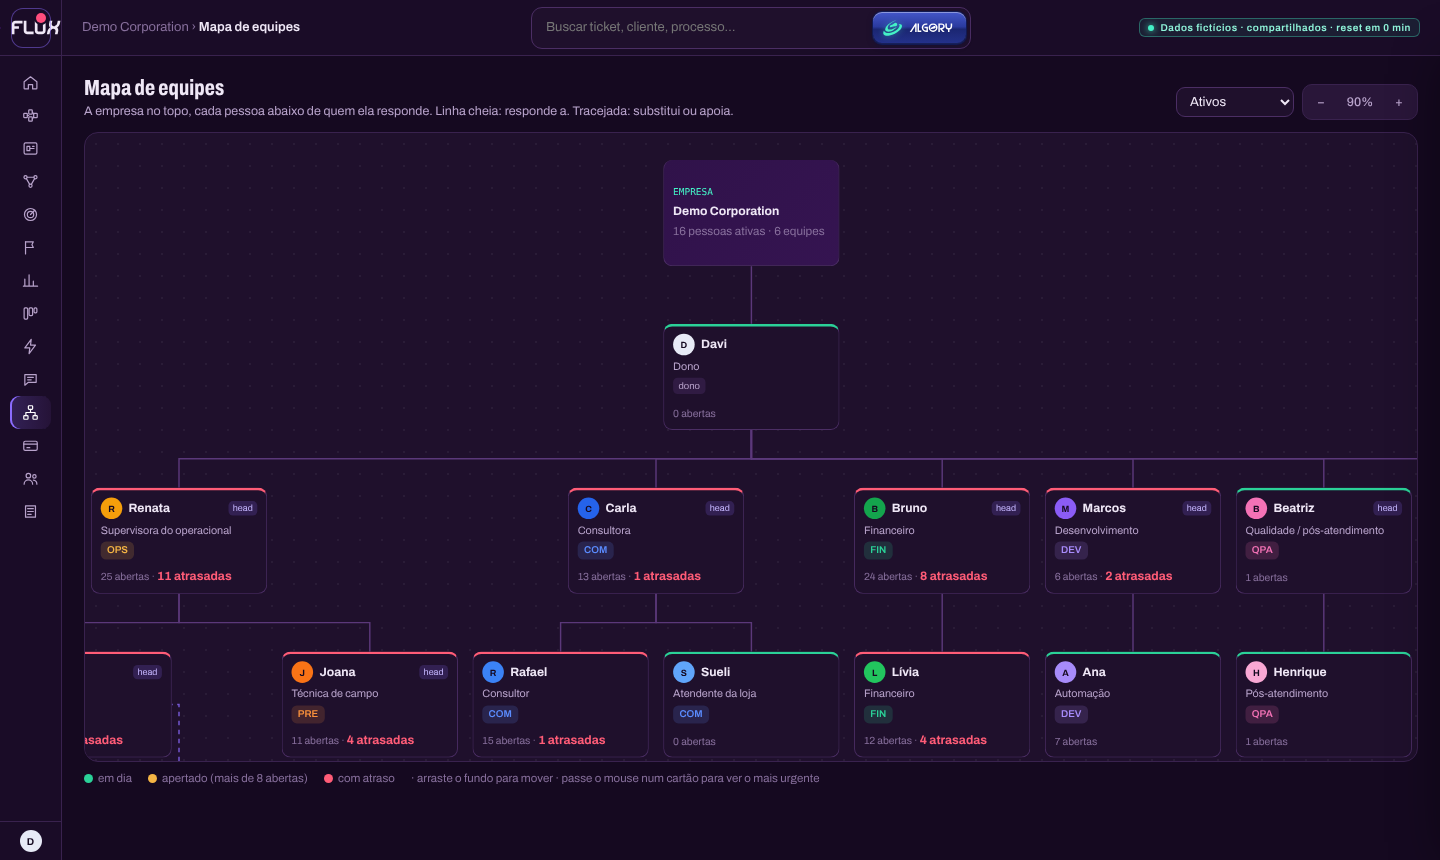 FLUX
Demo Corporation › Mapa de equipes
Buscar ticket, cliente, processo...
ALGORY
Dados fictícios · compartilhados · reset em 0 min
Mapa de equipes
A empresa no topo, cada pessoa abaixo de quem ela responde. Linha cheia: responde a. Tracejada: substitui ou apoia.
Ativos
− 90% +
EMPRESA
Demo Corporation
16 pessoas ativas · 6 equipes
D Davi
Dono
dono
0 abertas
R Renata head
Supervisora do operacional
OPS
25 abertas · 11 atrasadas
C Carla head
Consultora
COM
13 abertas · 1 atrasadas
B Bruno head
Financeiro
FIN
24 abertas · 8 atrasadas
M Marcos head
Desenvolvimento
DEV
6 abertas · 2 atrasadas
B Beatriz head
Qualidade / pós-atendimento
QPA
1 abertas
head
asadas
J Joana head
Técnica de campo
PRE
11 abertas · 4 atrasadas
R Rafael
Consultor
COM
15 abertas · 1 atrasadas
S Sueli
Atendente da loja
COM
0 abertas
L Lívia
Financeiro
FIN
12 abertas · 4 atrasadas
A Ana
Automação
DEV
7 abertas
H Henrique
Pós-atendimento
QPA
1 abertas
em dia apertado (mais de 8 abertas) com atraso · arraste o fundo para mover · passe o mouse num cartão para ver o mais urgente
D